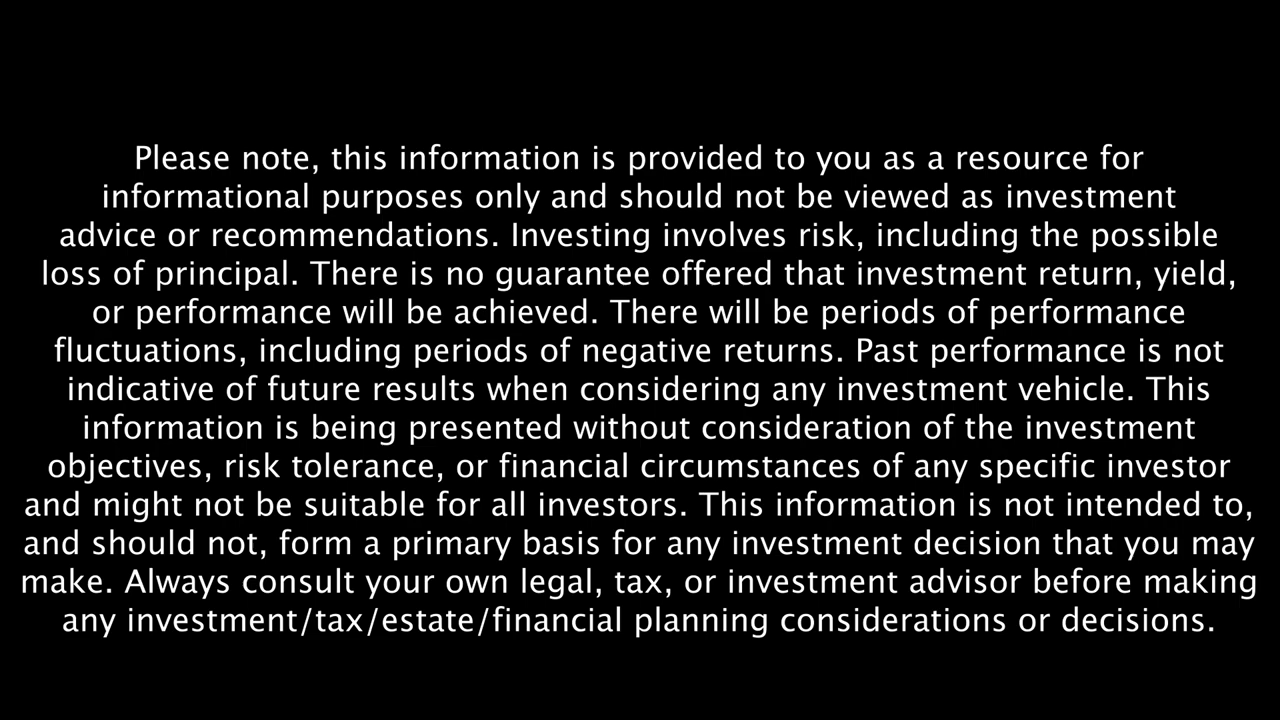 Please note, this information is provided to you as a resource for
informational purposes only and should not be viewed as investment
advice or recommendations. Investing involves risk, including the possible
loss of principal. There is no guarantee offered that investment return, yield,
or performance will be achieved. There will be periods of performance
fluctuations, including periods of negative returns. Past performance is not
indicative of future results when considering any investment vehicle. This
information is being presented without consideration of the investment
objectives, risk tolerance, or financial circumstances of any specific investor
and might not be suitable for all investors. This information is not intended to,
and should not, form a primary basis for any investment decision that you may
make. Always consult your own legal, tax, or investment advisor before making
any investment/tax/estate/financial planning considerations or decisions.